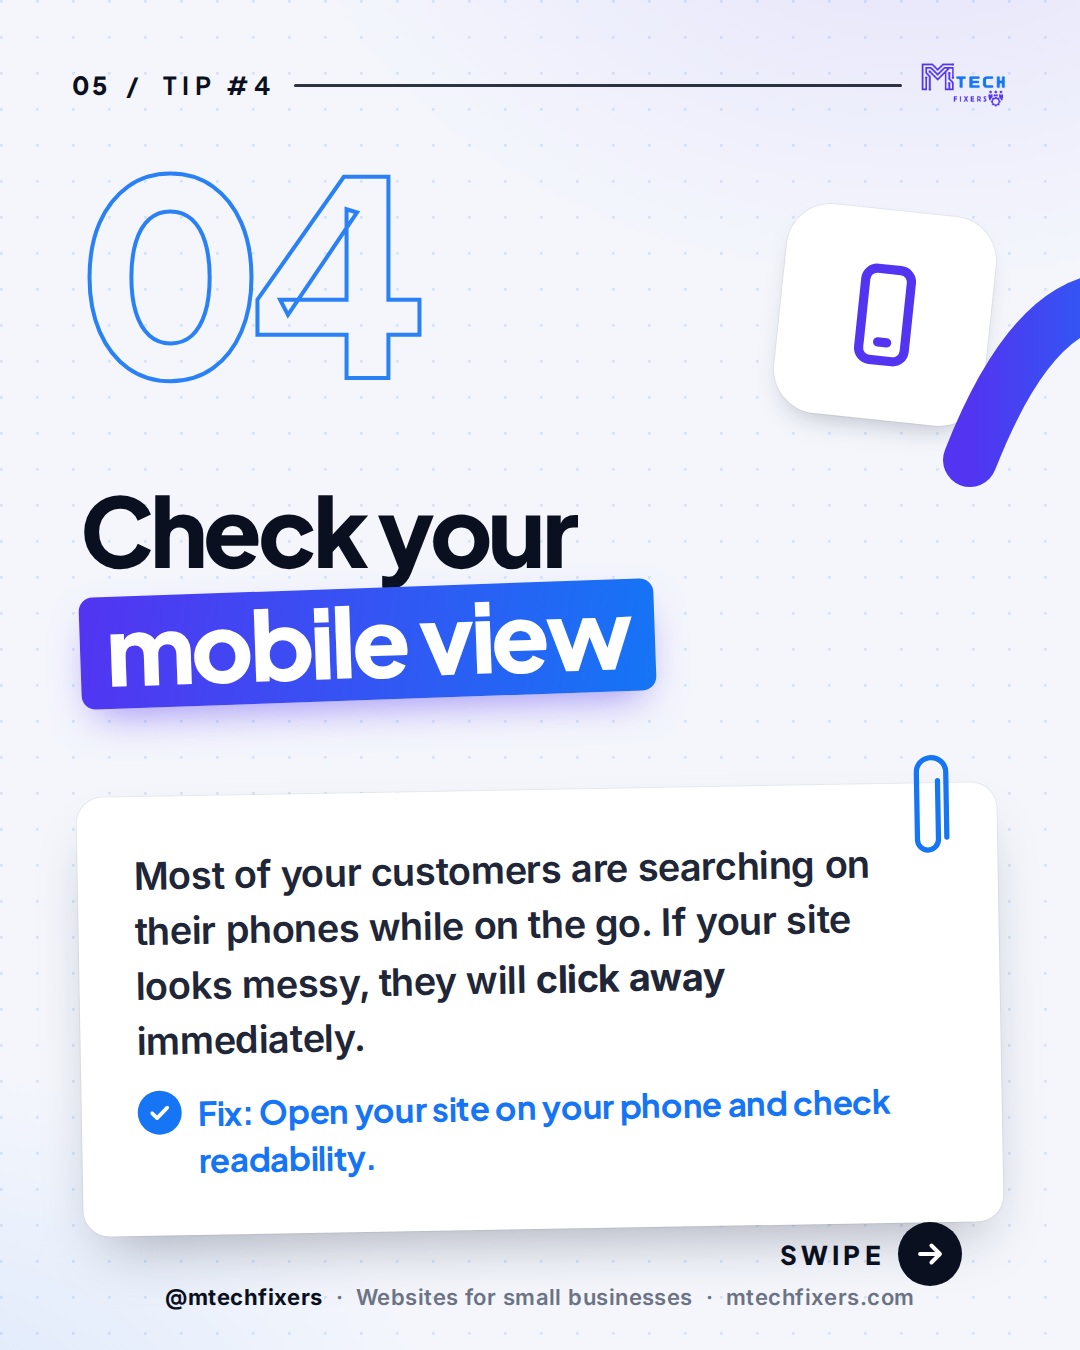 05 / TIP #4
MTECH
FIXERS
04
Check your
mobile view
Most of your customers are searching on
their phones while on the go. If your site
looks messy, they will click away
immediately.
Fix: Open your site on your phone and check
readability.
SWIPE
@mtechfixers · Websites for small businesses · mtechfixers.com